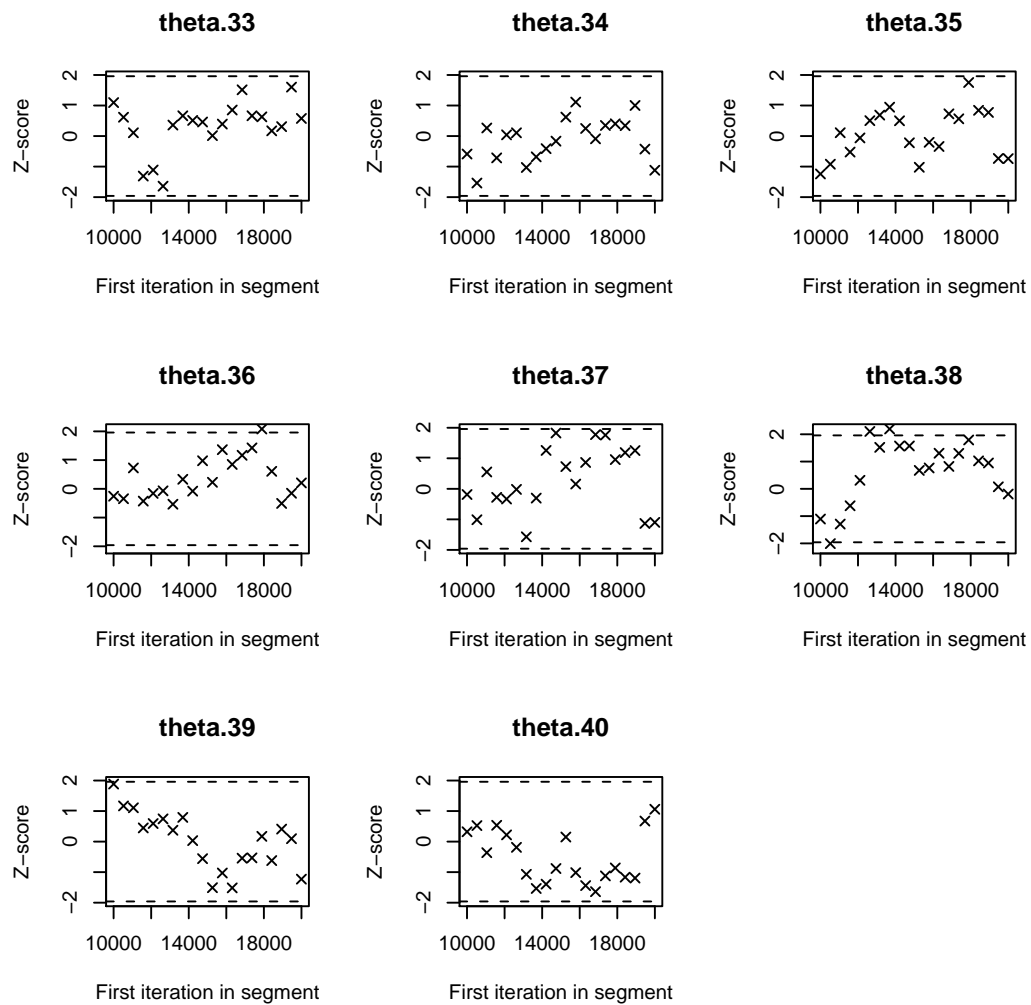 theta.33
Z−score
−2
0
1
2
10000
14000
18000
First iteration in segment
theta.34
Z−score
−2
0
1
2
10000
14000
18000
First iteration in segment
theta.35
Z−score
−2
0
1
2
10000
14000
18000
First iteration in segment
theta.36
Z−score
−2
0
1
2
10000
14000
18000
First iteration in segment
theta.37
Z−score
−2
0
1
2
10000
14000
18000
First iteration in segment
theta.38
Z−score
−2
0
1
2
10000
14000
18000
First iteration in segment
theta.39
Z−score
−2
0
1
2
10000
14000
18000
First iteration in segment
theta.40
Z−score
−2
0
1
2
10000
14000
18000
First iteration in segment